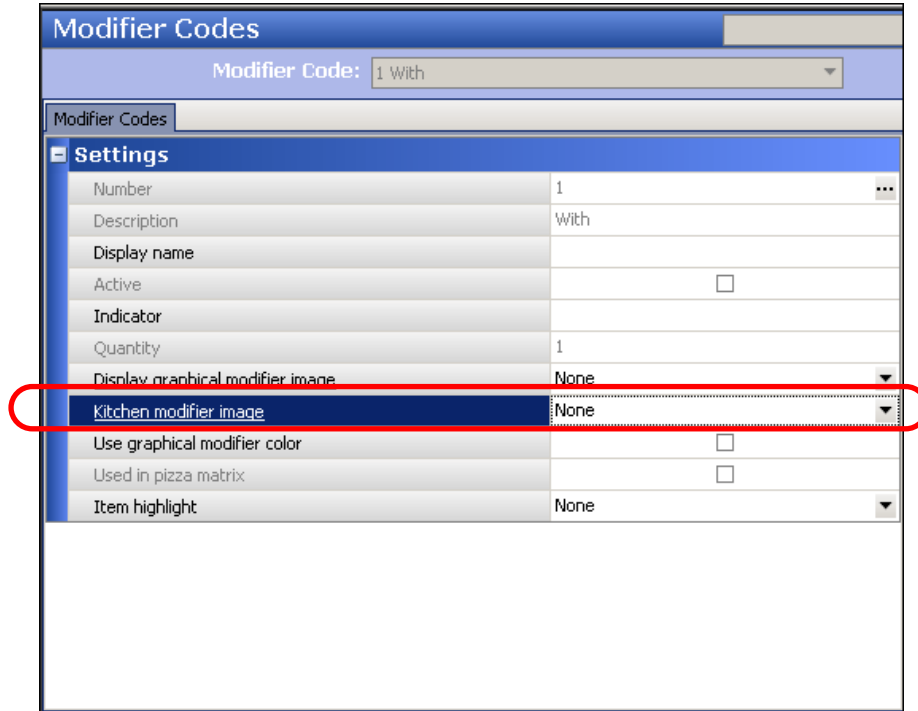 Modifier Codes
Modifier Code: 1 With
Modifier Codes
Settings
Number 1 ...
Description With
Display name
Active
Indicator
Quantity 1
Display graphical modifier image None
Kitchen modifier image None
Use graphical modifier color
Used in pizza matrix
Item highlight None